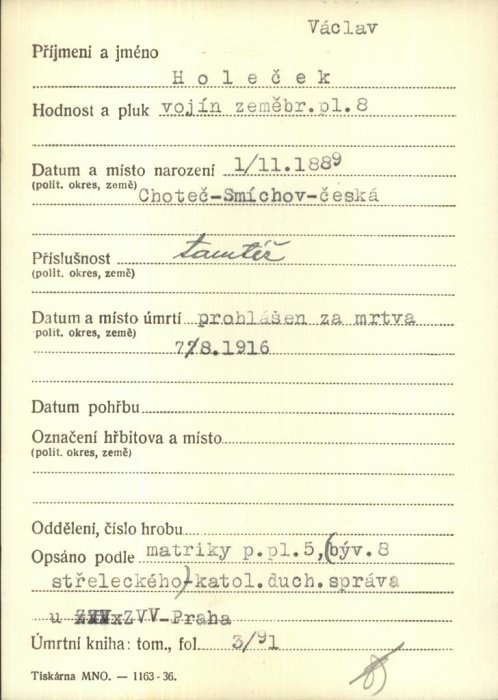 Václav
Příjmení a jméno
Holeček
Hodnost a pluk vojín zeměbr.pl.8
Datum a místo narození 1/11.1889
(polit. okres, země)
Choteč-Smíchov-česká
Příslušnost tamtéž
(polit. okres, země)
Datum a místo úmrtí prohlášen za mrtva
polit. okres, země)
7/8.1916
Datum pohřbu
Označení hřbitova a místo
(polit. okres, země)
Oddělení, číslo hrobu
Opsáno podle matriky p.pl.5,(býv.8
střeleckého)-katol.duch.správa
u ZVV-Praha
Úmrtní kniha: tom., fol. 3/91
Tiskárna MNO. — 1163-36.